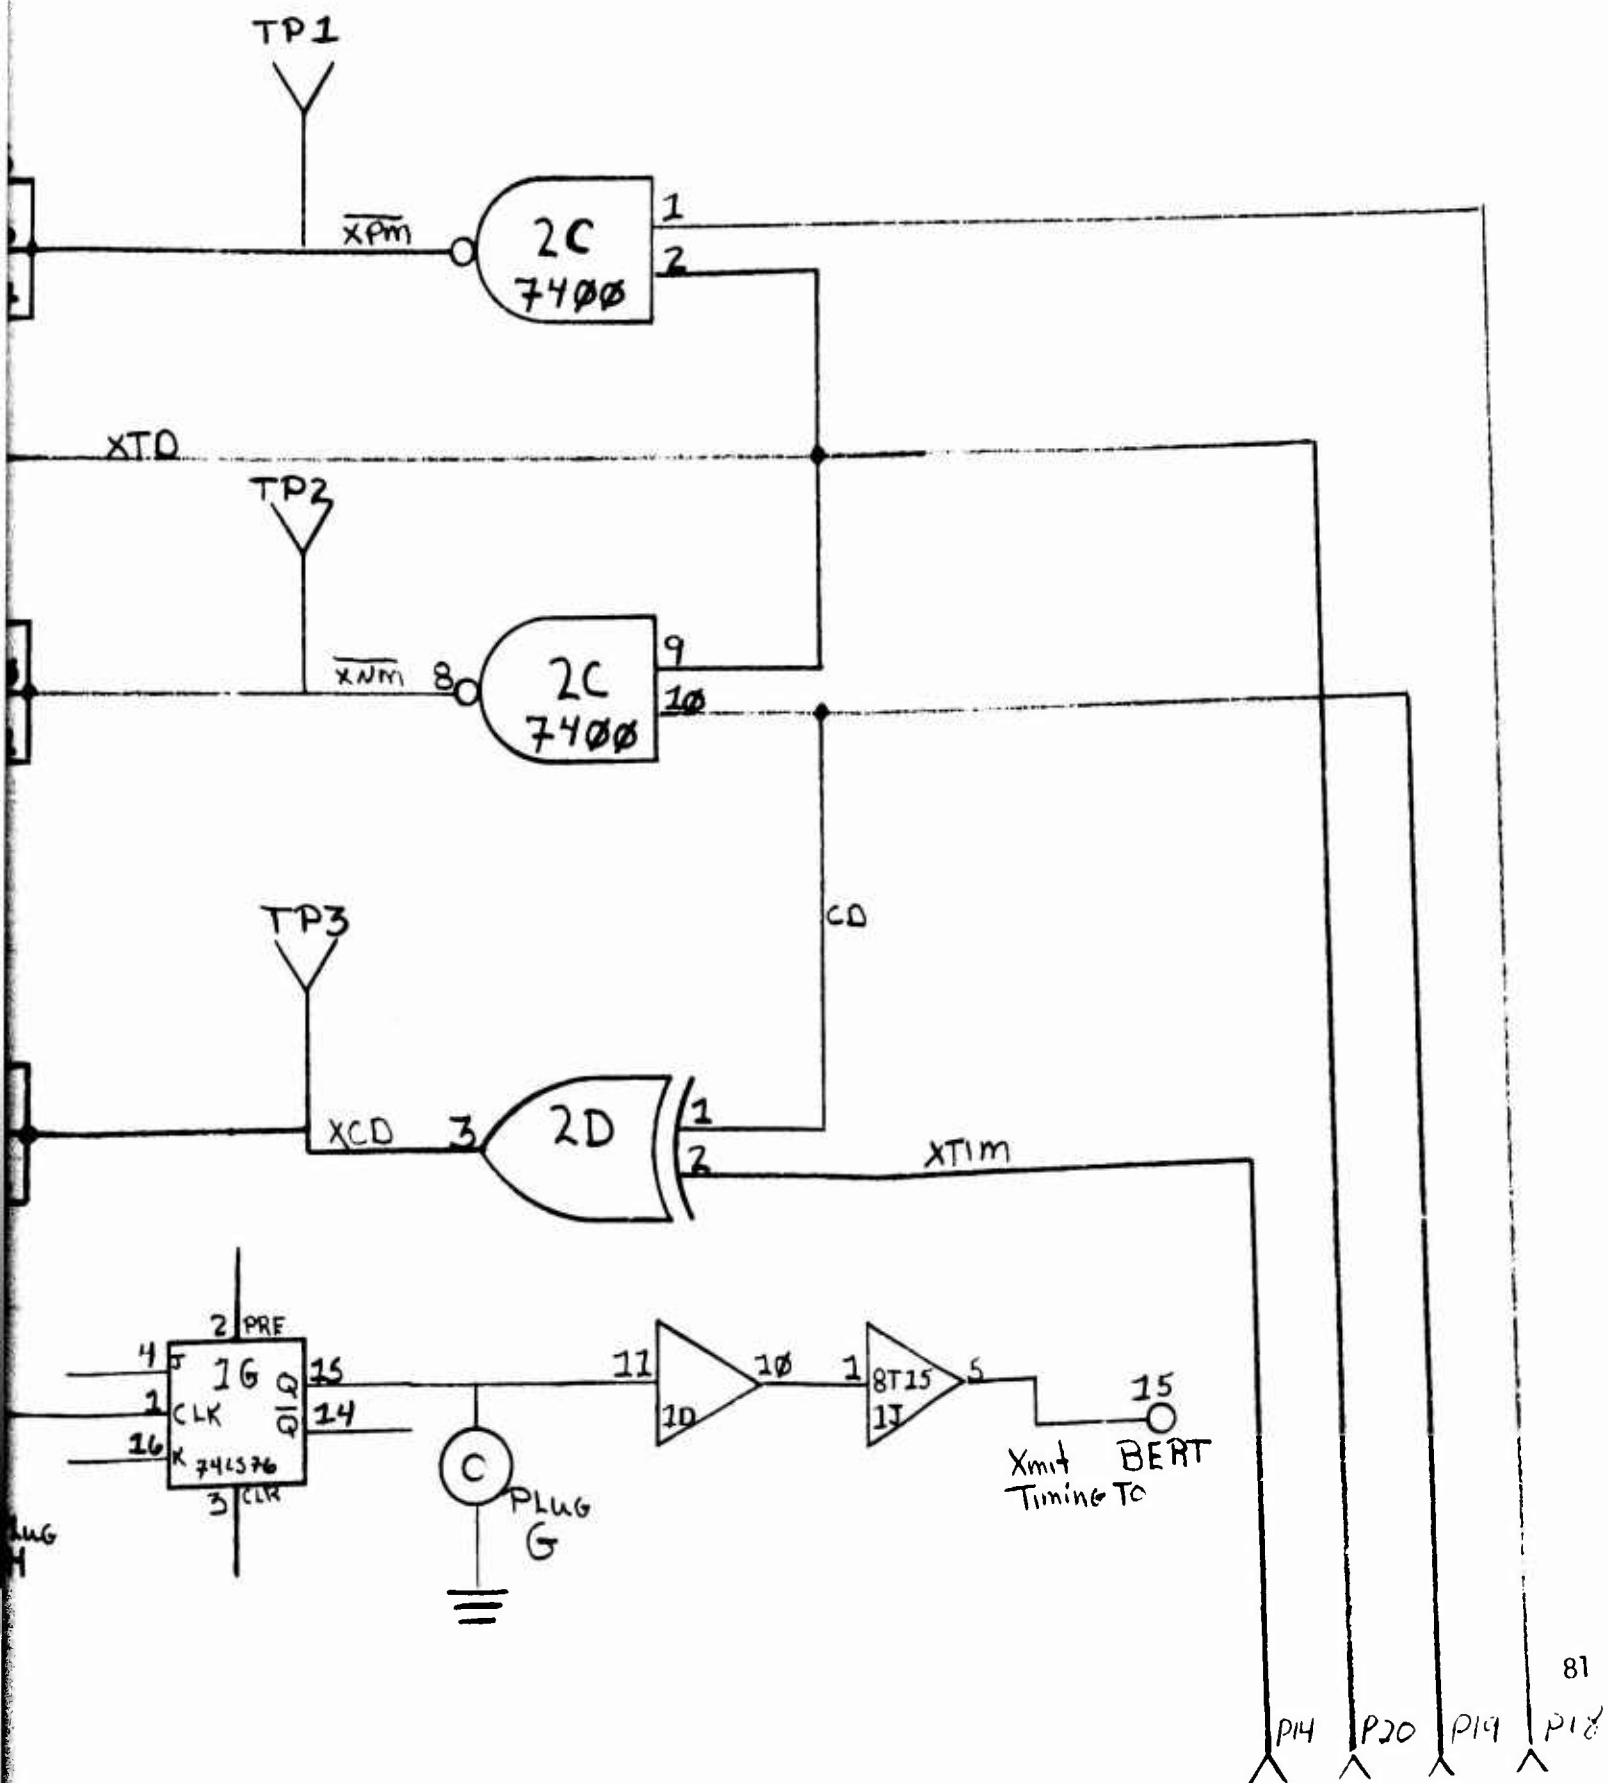 TP1
XPM
2C
7400
1
2
XTD
TP2
XNM
8
2C
7400
9
10
CD
TP3
XCD
3
2D
1
2
XTIM
2 PRE
4 J
1G
Q 15
1 CLK
Q 14
16 K
74LS76
3 CLR
C
PLUG
G
11
1D
10
1
8T15
1J
5
15
Xmit BERT
Timing To
LUG
H
81
P14
P20
P19
P18